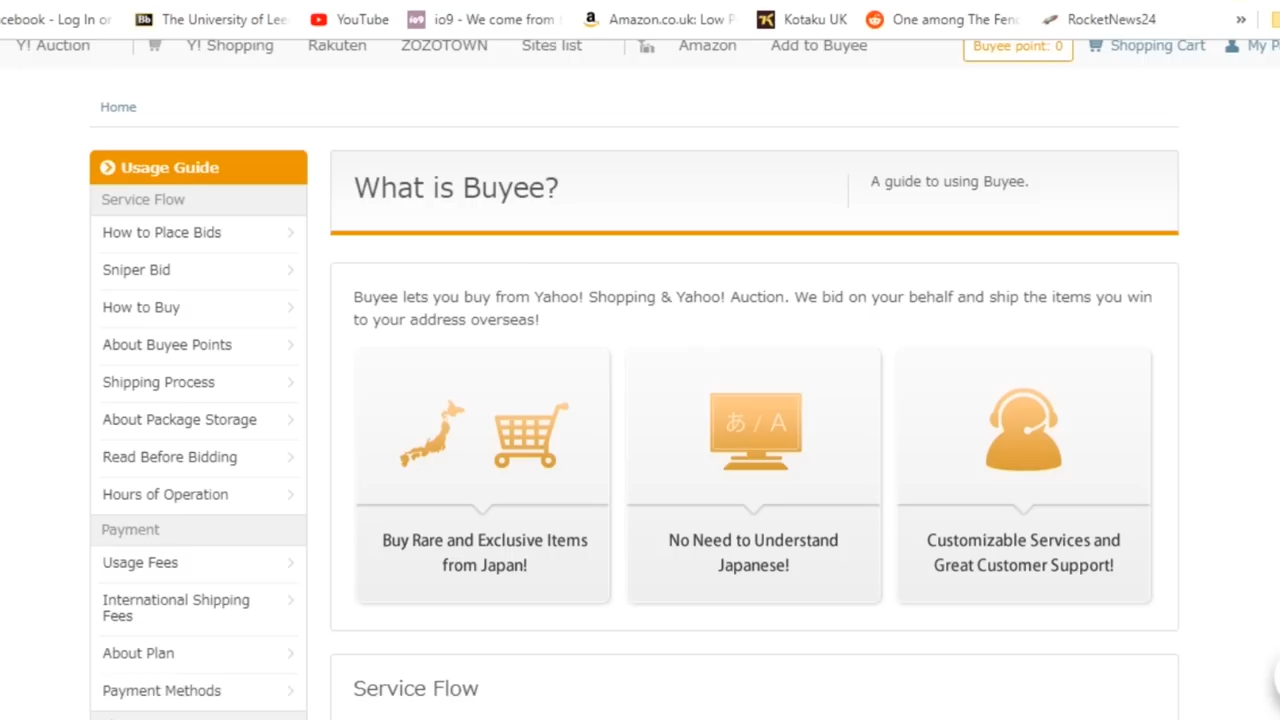 acebook - Log In or
Bb The University of Lee
YouTube
io9 io9 - We come from
a Amazon.co.uk: Low P
K Kotaku UK
One among The Fenc
RocketNews24
»
Y! Auction
Y! Shopping
Rakuten
ZOZOTOWN
Sites list
Amazon
Add to Buyee
Buyee point: 0
Shopping Cart
My P
Home
Usage Guide
Service Flow
How to Place Bids
Sniper Bid
How to Buy
About Buyee Points
Shipping Process
About Package Storage
Read Before Bidding
Hours of Operation
Payment
Usage Fees
International Shipping
Fees
About Plan
Payment Methods
What is Buyee?
A guide to using Buyee.
Buyee lets you buy from Yahoo! Shopping & Yahoo! Auction. We bid on your behalf and ship the items you win
to your address overseas!
あ / A
Buy Rare and Exclusive Items
from Japan!
No Need to Understand
Japanese!
Customizable Services and
Great Customer Support!
Service Flow